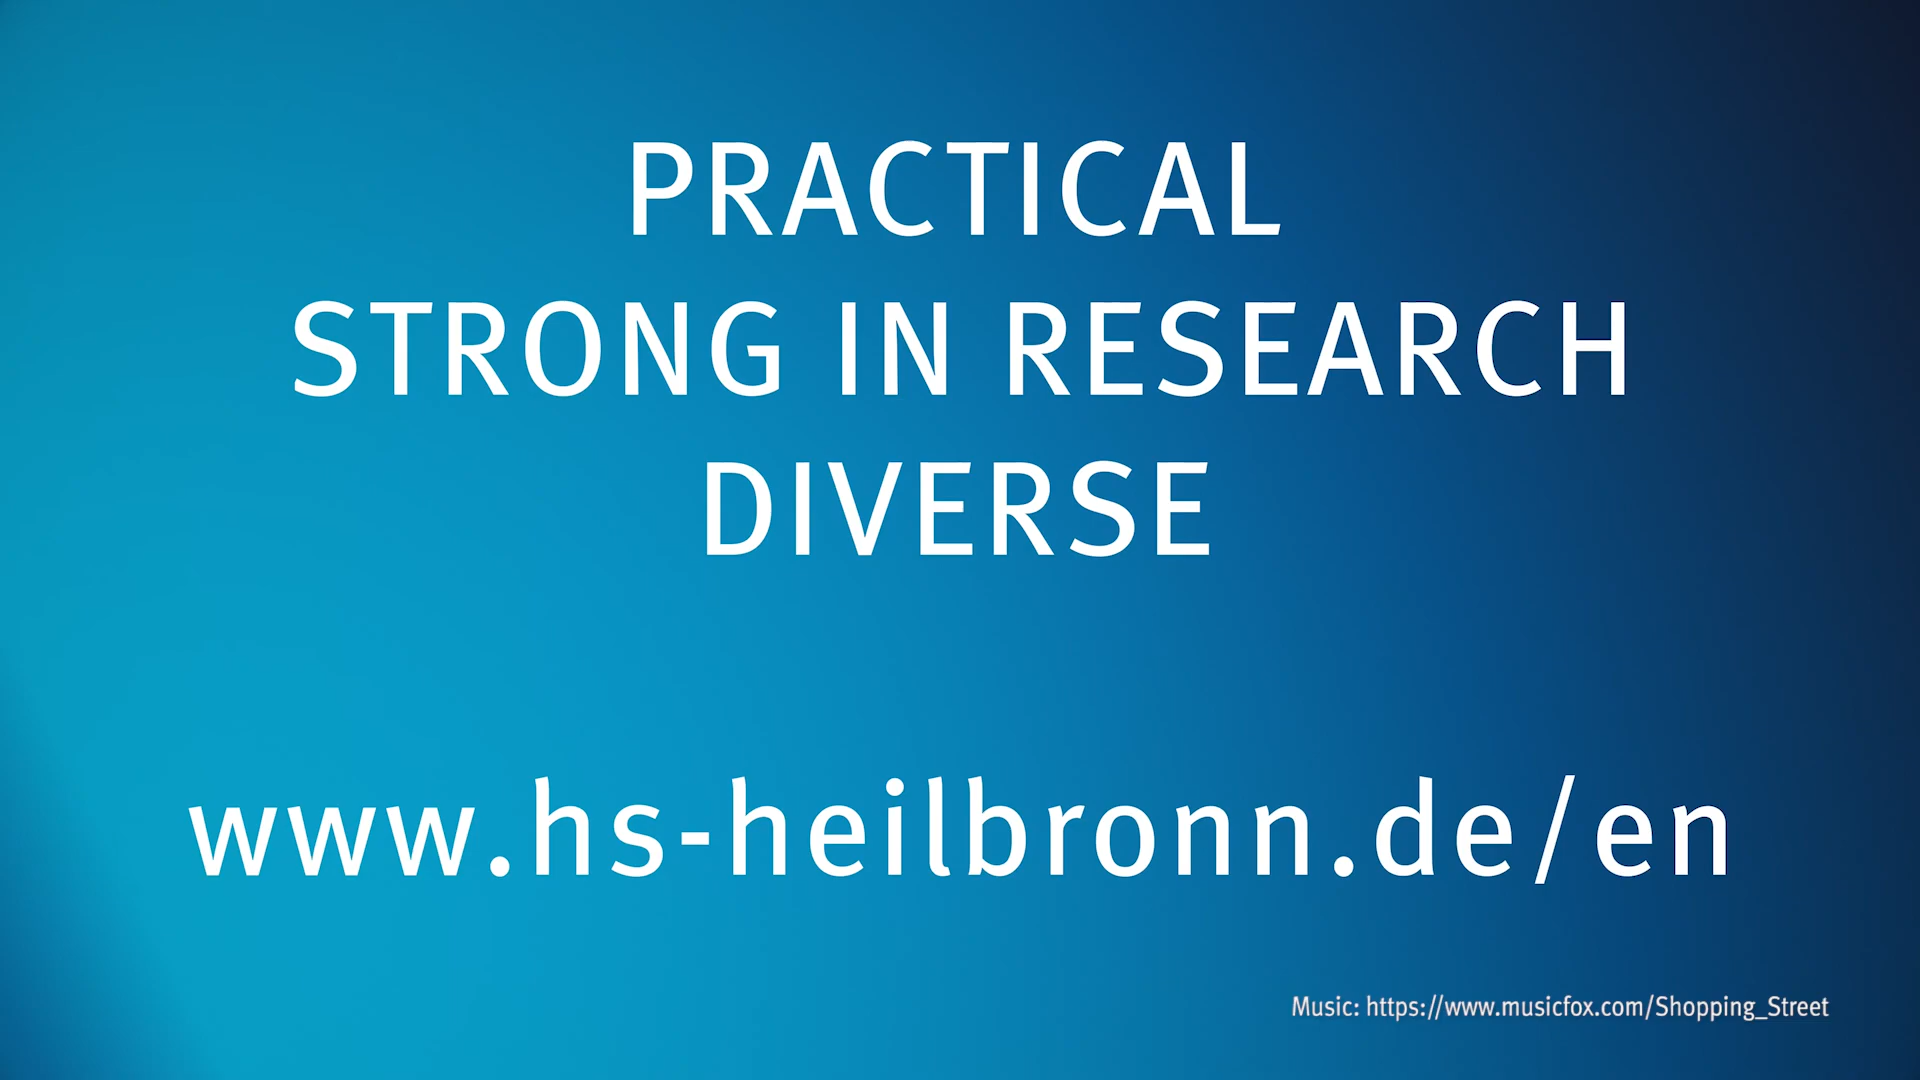 PRACTICAL
STRONG IN RESEARCH
DIVERSE
www.hs-heilbronn.de/en
Music: https://www.musicfox.com/Shopping_Street